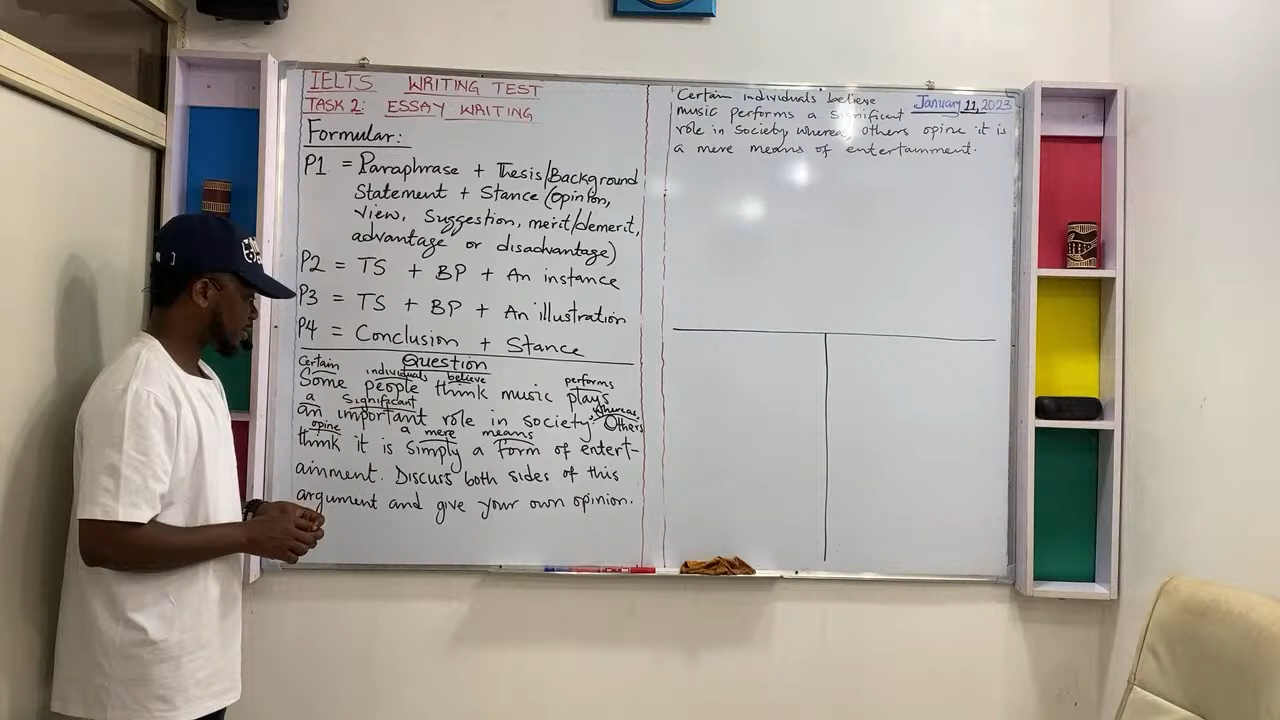 IELTS WRITING TEST
TASK 2: ESSAY WRITING
Formular:
P1 = Paraphrase + Thesis/Background
Statement + Stance (Opinion,
view, Suggestion, merit/demerit,
advantage or disadvantage)
P2 = TS + BP + An instance
P3 = TS + BP + An illustration
P4 = Conclusion + Stance
Question
Certain individuals believe performs
Some people think music plays
a significant whereas
an important role in society. Others
opine a mere means
think it is simply a form of entert-
ainment. Discuss both sides of this
argument and give your own opinion.
January 11, 2023
Certain individuals believe
music performs a significant
role in society whereas others opine it is
a mere means of entertainment.